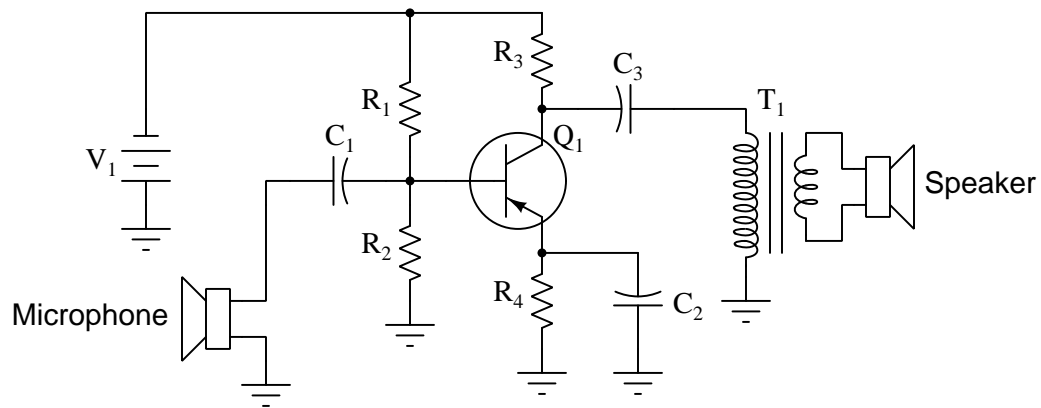 R₃
C₃
T₁
R₁
C₁
Q₁
V₁
Speaker
R₂
R₄
C₂
Microphone